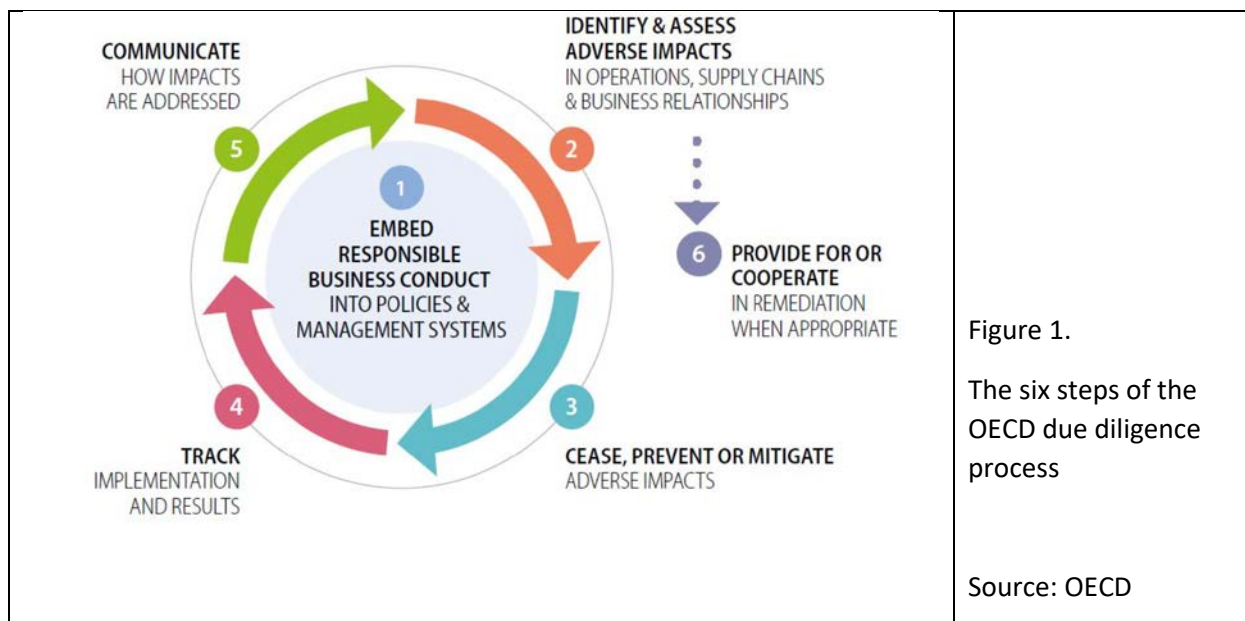 COMMUNICATE
HOW IMPACTS
ARE ADDRESSED
5
IDENTIFY & ASSESS
ADVERSE IMPACTS
IN OPERATIONS, SUPPLY CHAINS
& BUSINESS RELATIONSHIPS
2
1
EMBED
RESPONSIBLE
BUSINESS CONDUCT
INTO POLICIES &
MANAGEMENT SYSTEMS
6
PROVIDE FOR OR
COOPERATE
IN REMEDIATION
WHEN APPROPRIATE
4
TRACK
IMPLEMENTATION
AND RESULTS
3
CEASE, PREVENT OR MITIGATE
ADVERSE IMPACTS
Figure 1.
The six steps of the
OECD due diligence
process
Source: OECD